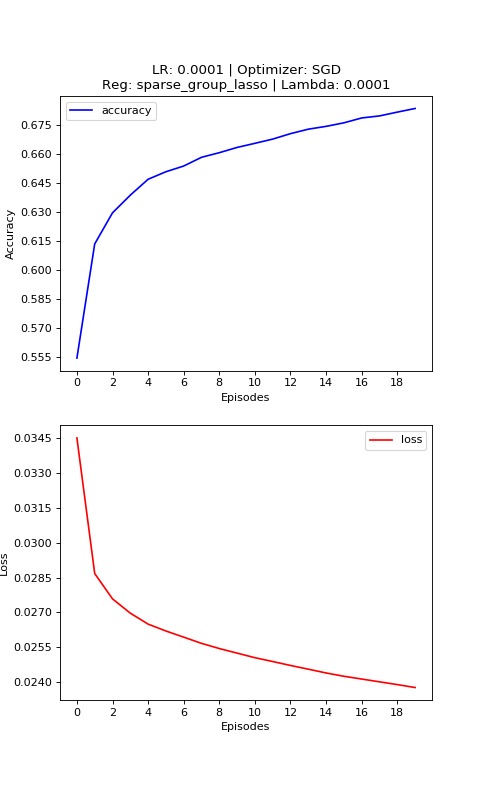 LR: 0.0001 | Optimizer: SGD
Reg: sparse_group_lasso | Lambda: 0.0001
accuracy
0.675
0.660
0.645
0.630
0.615
0.600
0.585
0.570
0.555
Accuracy
0 2 4 6 8 10 12 14 16 18
Episodes
loss
0.0345
0.0330
0.0315
0.0300
0.0285
0.0270
0.0255
0.0240
Loss
0 2 4 6 8 10 12 14 16 18
Episodes